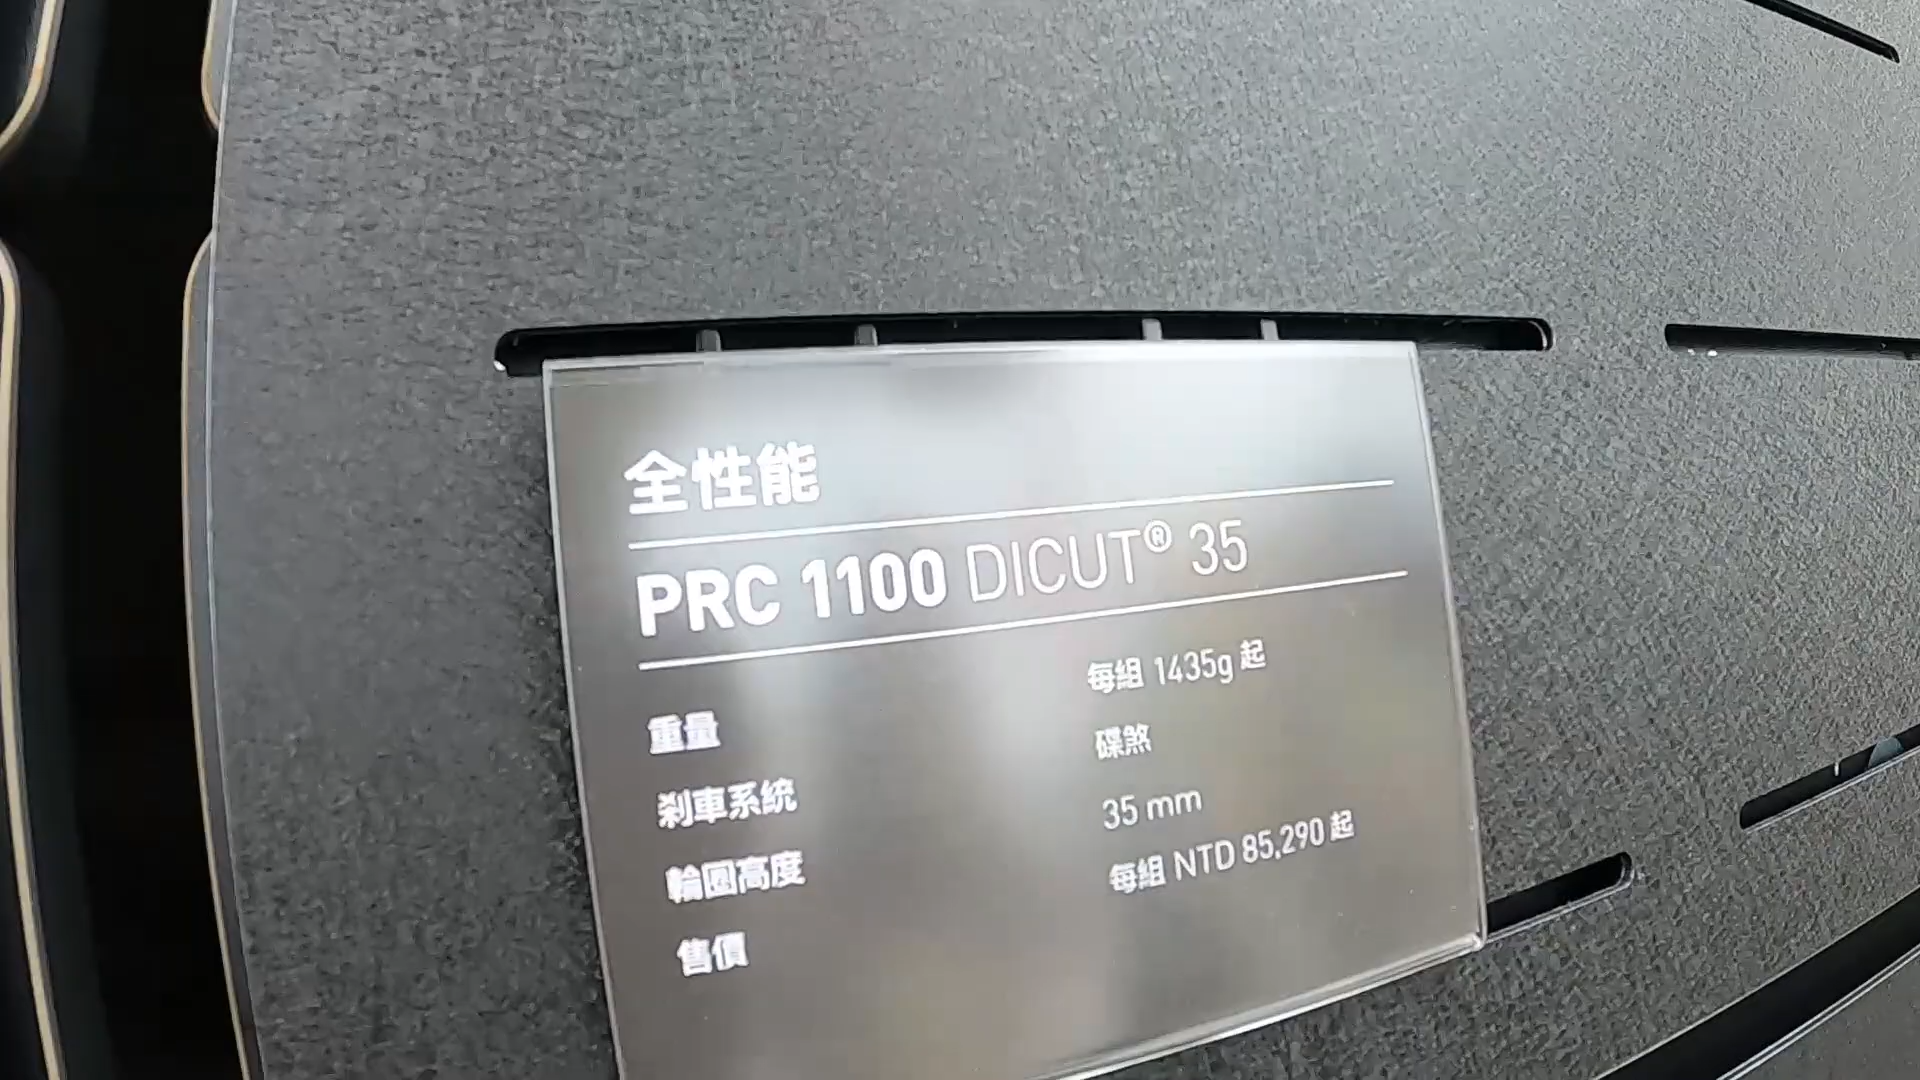 全性能
PRC 1100 DICUT® 35
重量 每組 1435g 起
剎車系統 碟煞
輪圈高度 35 mm
售價 每組 NTD 85,290 起